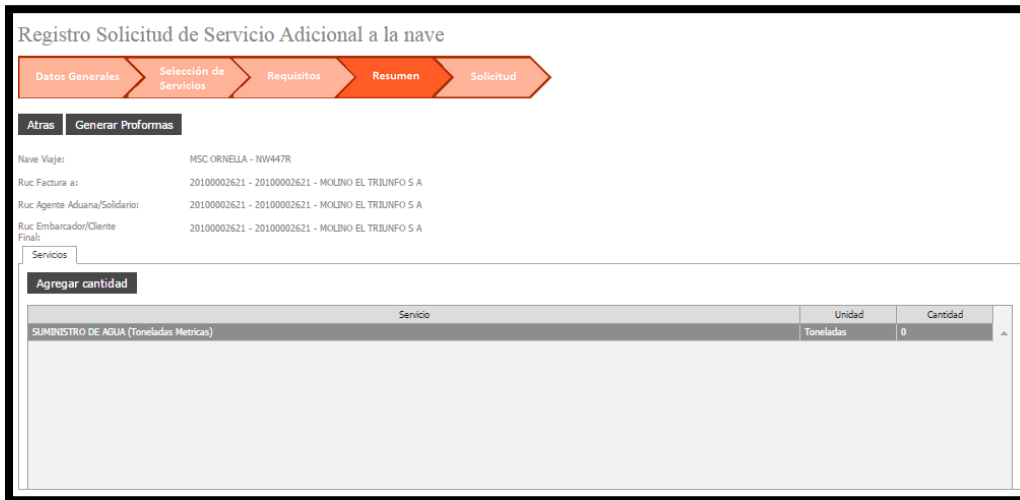 Registro Solicitud de Servicio Adicional a la nave
Datos Generales
Selección de
Servicios
Requisitos
Resumen
Solicitud
Atras Generar Proformas
Nave Viaje: MSC ORNELLA - NW447R
Ruc Factura a: 20100002621 - 20100002621 - MOLINO EL TRIUNFO S A
Ruc Agente Aduana/Solidario: 20100002621 - 20100002621 - MOLINO EL TRIUNFO S A
Ruc Embarcador/Cliente
Final: 20100002621 - 20100002621 - MOLINO EL TRIUNFO S A
Servicios
Agregar cantidad
Servicio Unidad Cantidad
SUMINISTRO DE AGUA (Toneladas Metricas) Toneladas 0